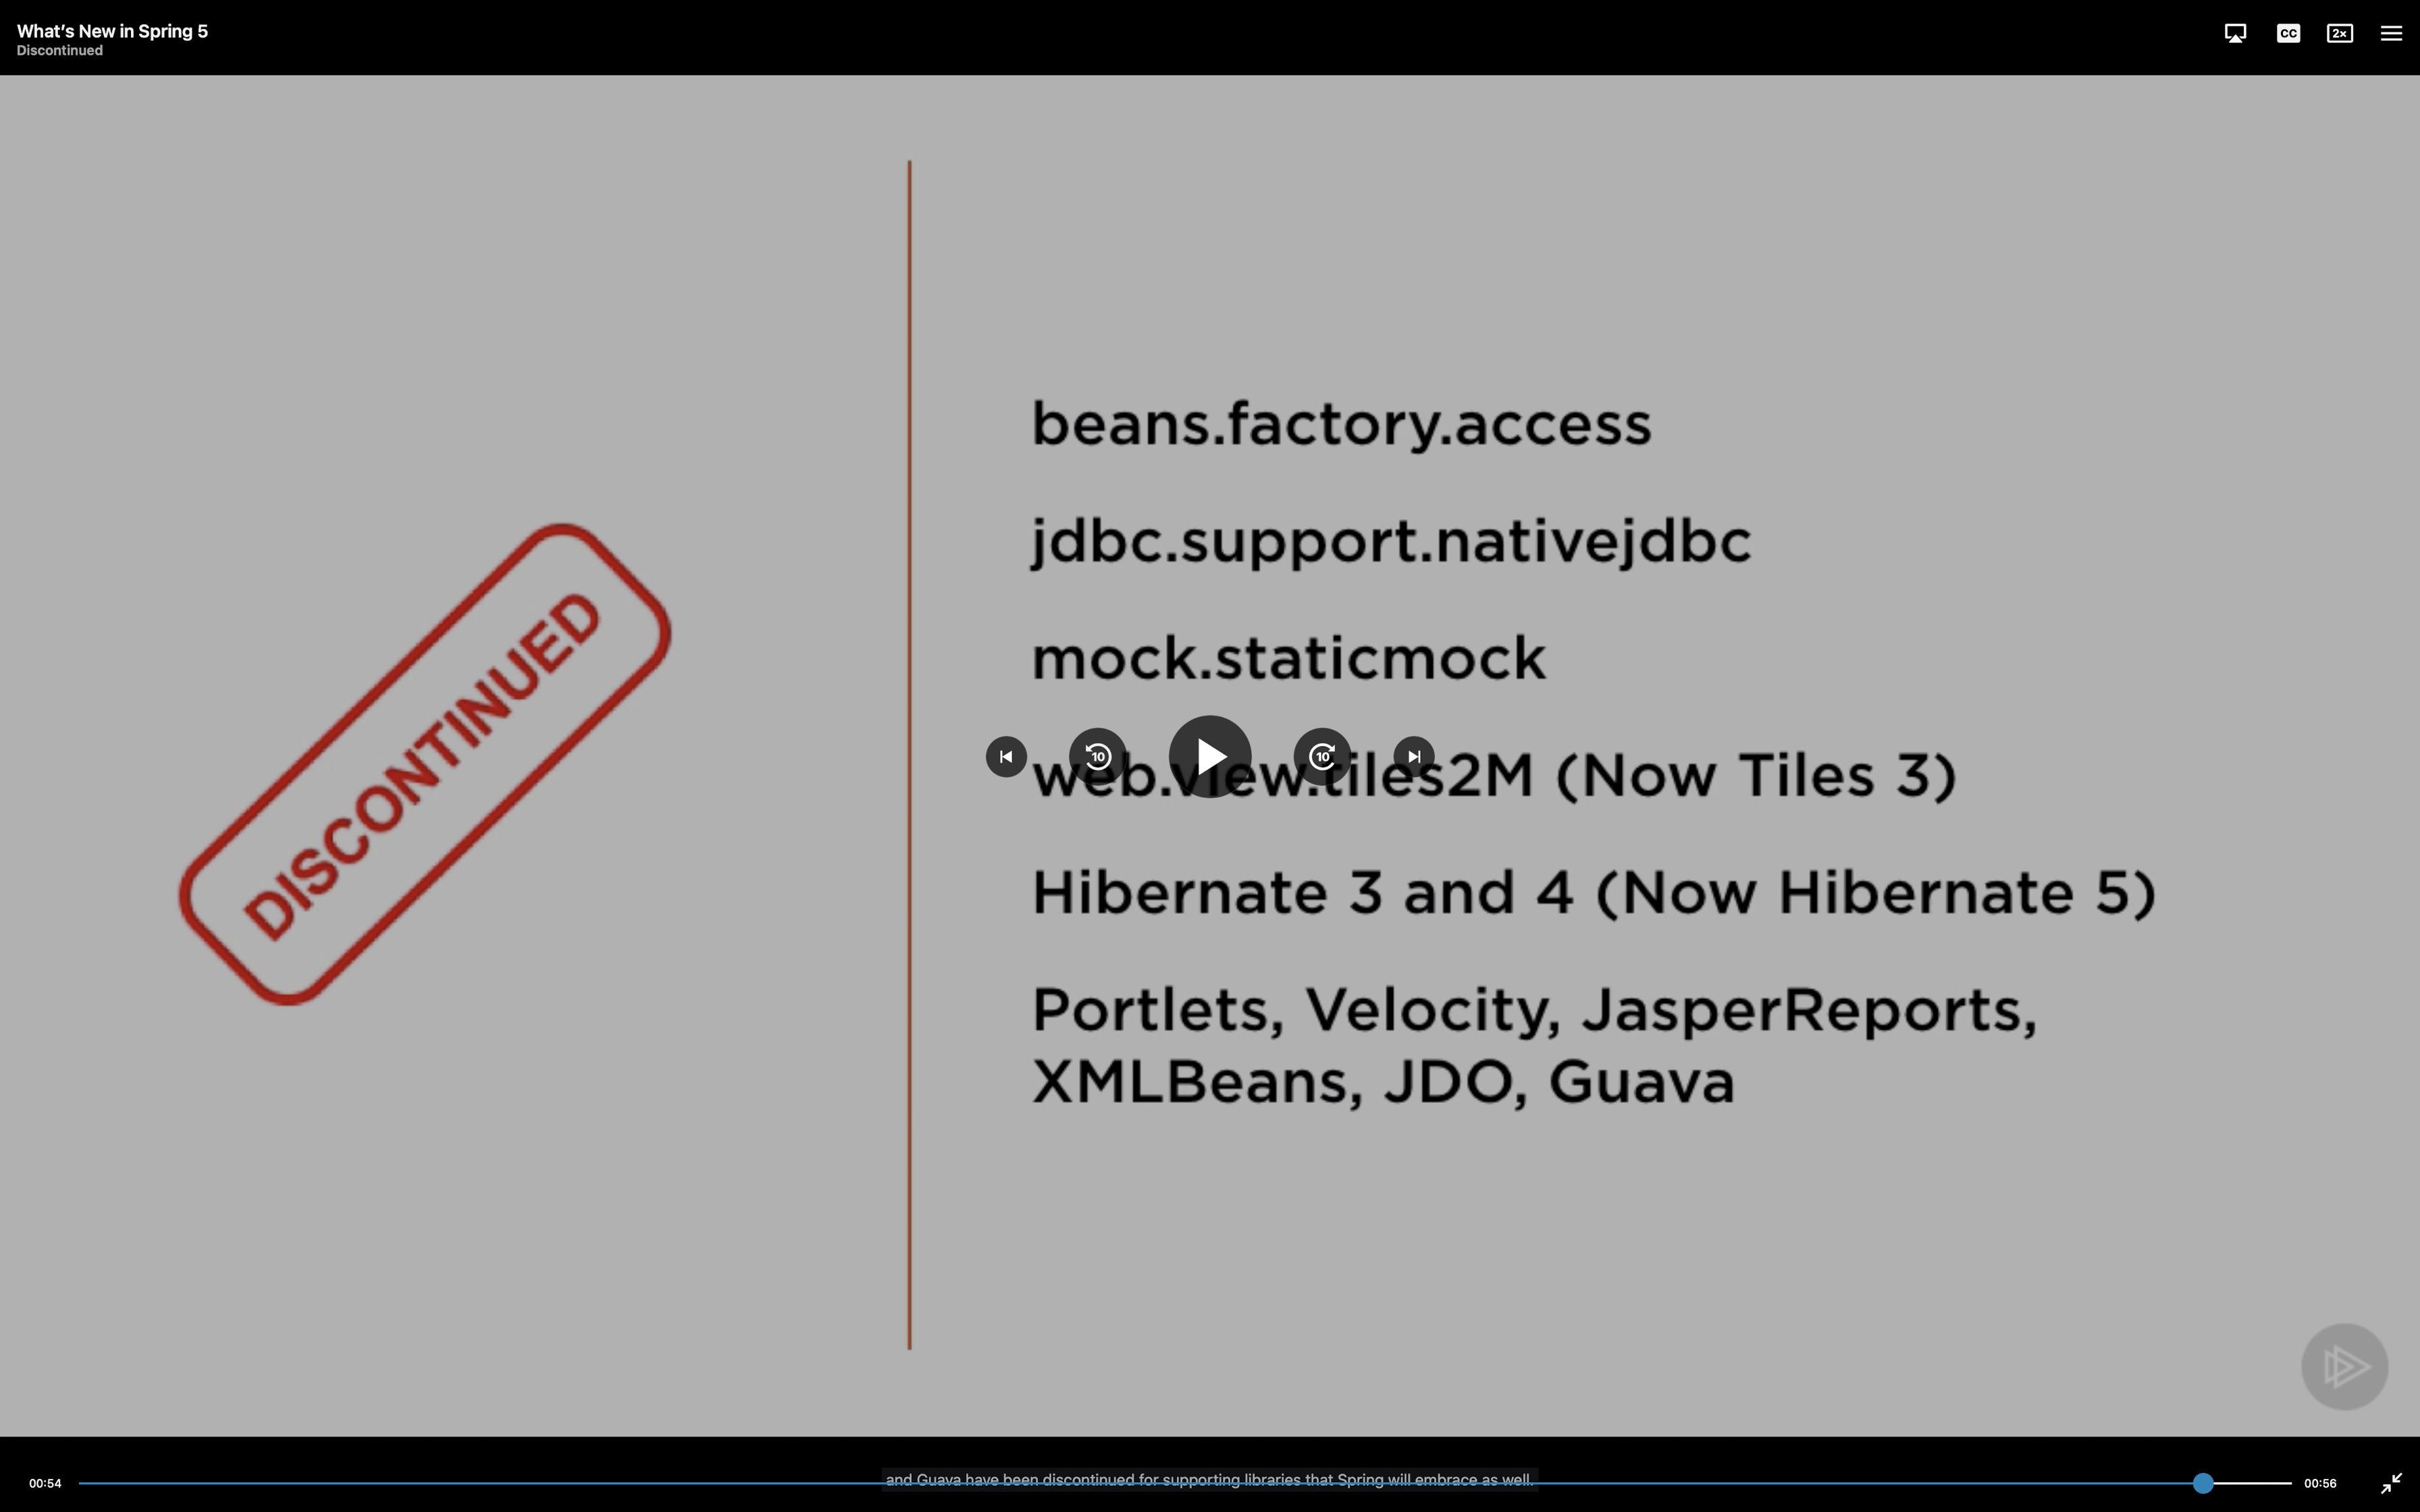 What's New in Spring 5
Discontinued
CC
2x
DISCONTINUED
beans.factory.access
jdbc.support.nativejdbc
mock.staticmock
10
10
web.view.tiles2M (Now Tiles 3)
Hibernate 3 and 4 (Now Hibernate 5)
Portlets, Velocity, JasperReports,
XMLBeans, JDO, Guava
00:54
and Guava have been discontinued for supporting libraries that Spring will embrace as well.
00:56